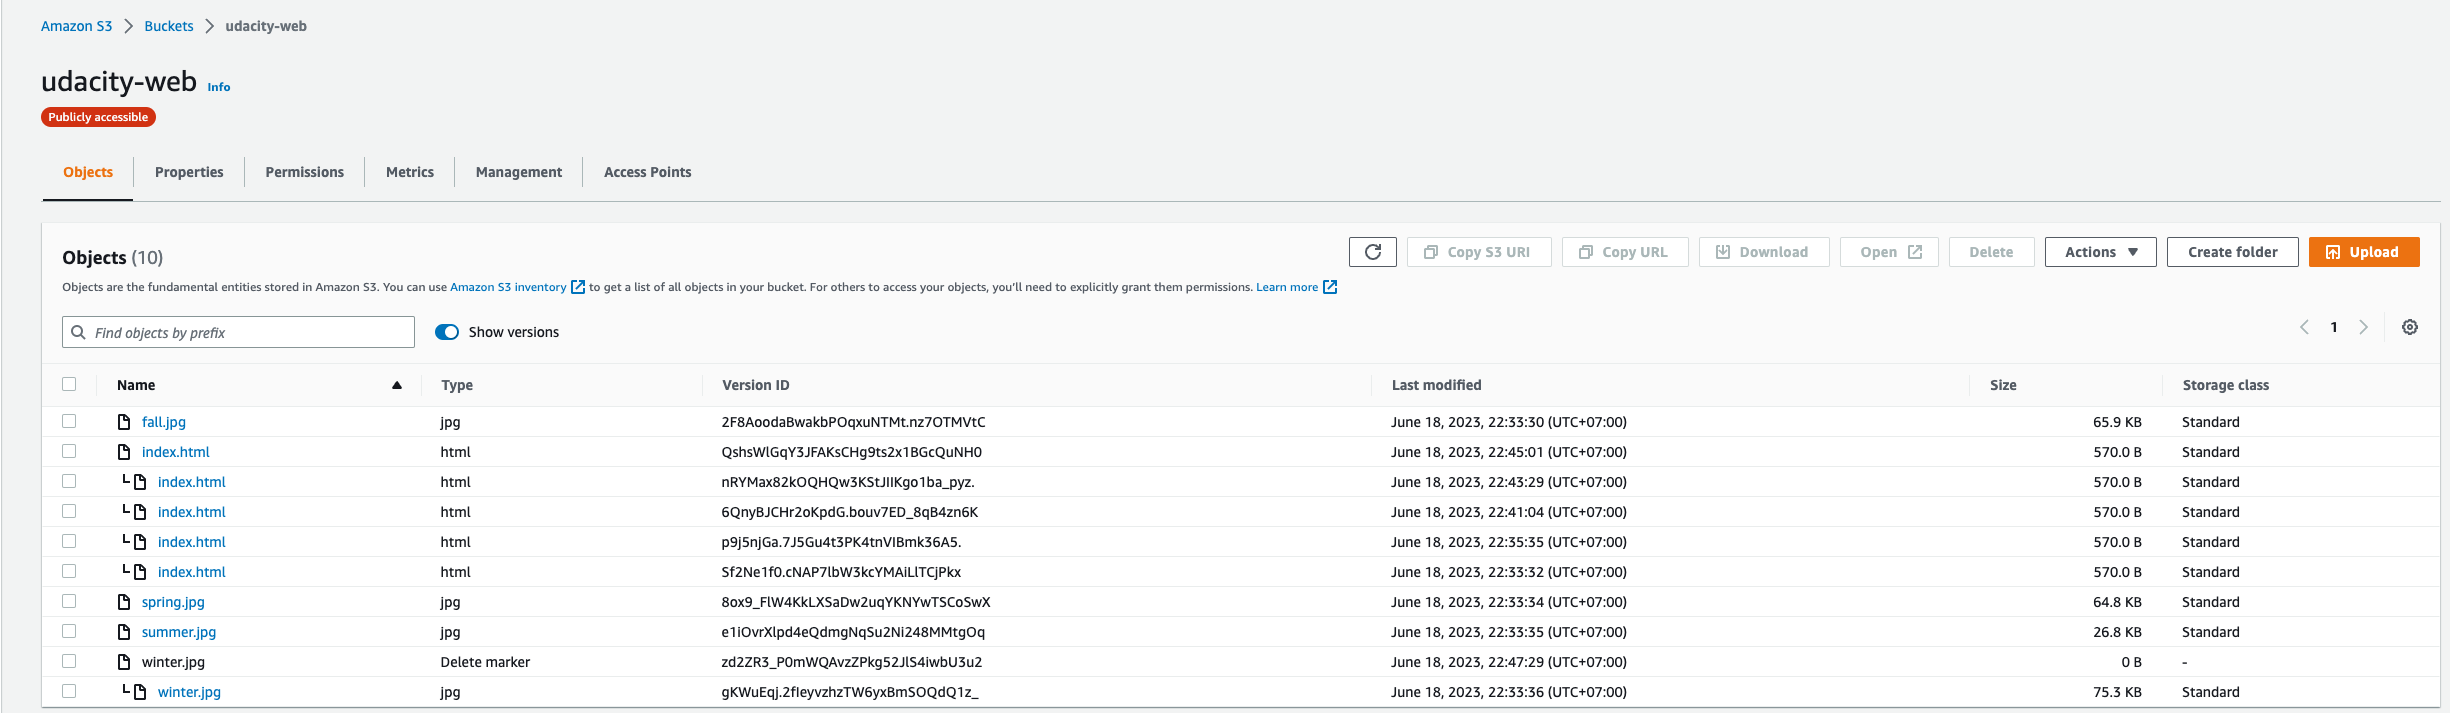 Amazon S3 > Buckets > udacity-web
udacity-web Info
Publicly accessible
Objects Properties Permissions Metrics Management Access Points
Objects (10)
Copy S3 URI Copy URL Download Open Delete Actions Create folder Upload
Objects are the fundamental entities stored in Amazon S3. You can use Amazon S3 inventory to get a list of all objects in your bucket. For others to access your objects, you'll need to explicitly grant them permissions. Learn more
Find objects by prefix Show versions 1
Name Type Version ID Last modified Size Storage class
fall.jpg jpg 2F8AoodaBwakbPOqxuNTMt.nz7OTMVtC June 18, 2023, 22:33:30 (UTC+07:00) 65.9 KB Standard
index.html html QshsWlGqY3JFAKsCHg9ts2x1BGcQuNH0 June 18, 2023, 22:45:01 (UTC+07:00) 570.0 B Standard
index.html html nRYMax82kOQHQw3KStJIIKgo1ba_pyz. June 18, 2023, 22:43:29 (UTC+07:00) 570.0 B Standard
index.html html 6QnyBJCHr2oKpdG.bouv7ED_8qB4zn6K June 18, 2023, 22:41:04 (UTC+07:00) 570.0 B Standard
index.html html p9j5njGa.7J5Gu4t3PK4tnVIBmk36A5. June 18, 2023, 22:35:35 (UTC+07:00) 570.0 B Standard
index.html html Sf2Ne1f0.cNAP7lbW3kcYMAiLlTCjPkx June 18, 2023, 22:33:32 (UTC+07:00) 570.0 B Standard
spring.jpg jpg 8ox9_FlW4KkLXSaDw2uqYKNYwTSCoSwX June 18, 2023, 22:33:34 (UTC+07:00) 64.8 KB Standard
summer.jpg jpg e1iOvrXlpd4eQdmgNqSu2Ni248MMtgOq June 18, 2023, 22:33:35 (UTC+07:00) 26.8 KB Standard
winter.jpg Delete marker zd2ZR3_P0mWQAvzZPkg52JlS4iwbU3u2 June 18, 2023, 22:47:29 (UTC+07:00) 0 B -
winter.jpg jpg gKWuEqj.2fIeyvzhzTW6yxBmSOQdQ1z_ June 18, 2023, 22:33:36 (UTC+07:00) 75.3 KB Standard